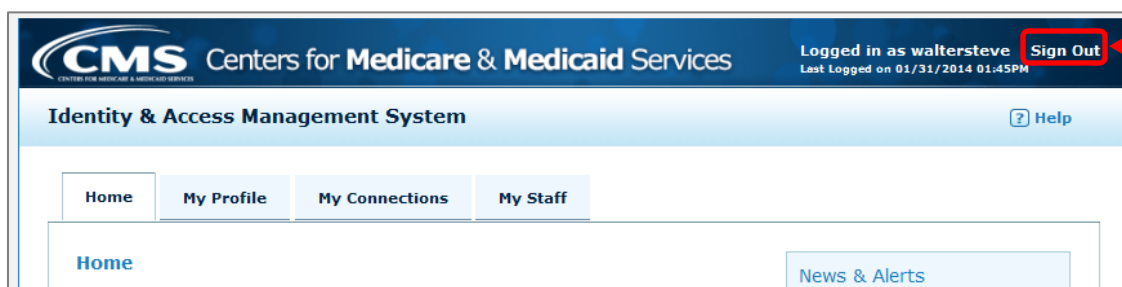 CMS Centers for Medicare & Medicaid Services
CENTERS FOR MEDICARE & MEDICAID SERVICES
Logged in as waltersteve Sign Out
Last Logged on 01/31/2014 01:45PM
Identity & Access Management System
? Help
Home My Profile My Connections My Staff
Home
News & Alerts